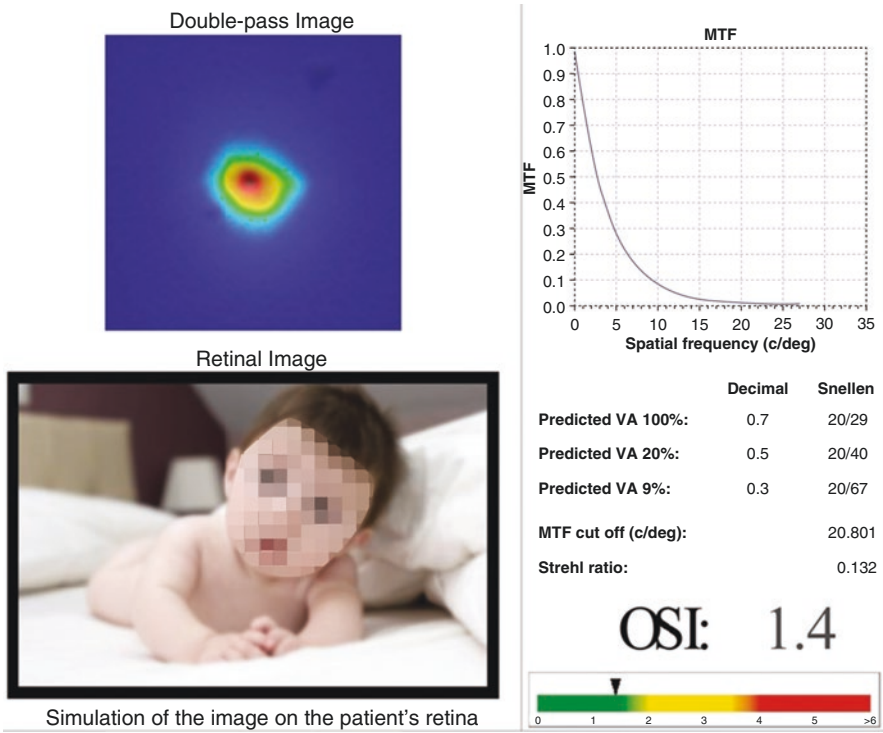 Double-pass Image
Retinal Image
Simulation of the image on the patient's retina
MTF
1.0
0.9
0.8
0.7
0.6
0.5
0.4
0.3
0.2
0.1
0.0
MTF
0 5 10 15 20 25 30 35
Spatial frequency (c/deg)
Decimal Snellen
Predicted VA 100%: 0.7 20/29
Predicted VA 20%: 0.5 20/40
Predicted VA 9%: 0.3 20/67
MTF cut off (c/deg): 20.801
Strehl ratio: 0.132
OSI: 1.4
0 1 2 3 4 5 >6